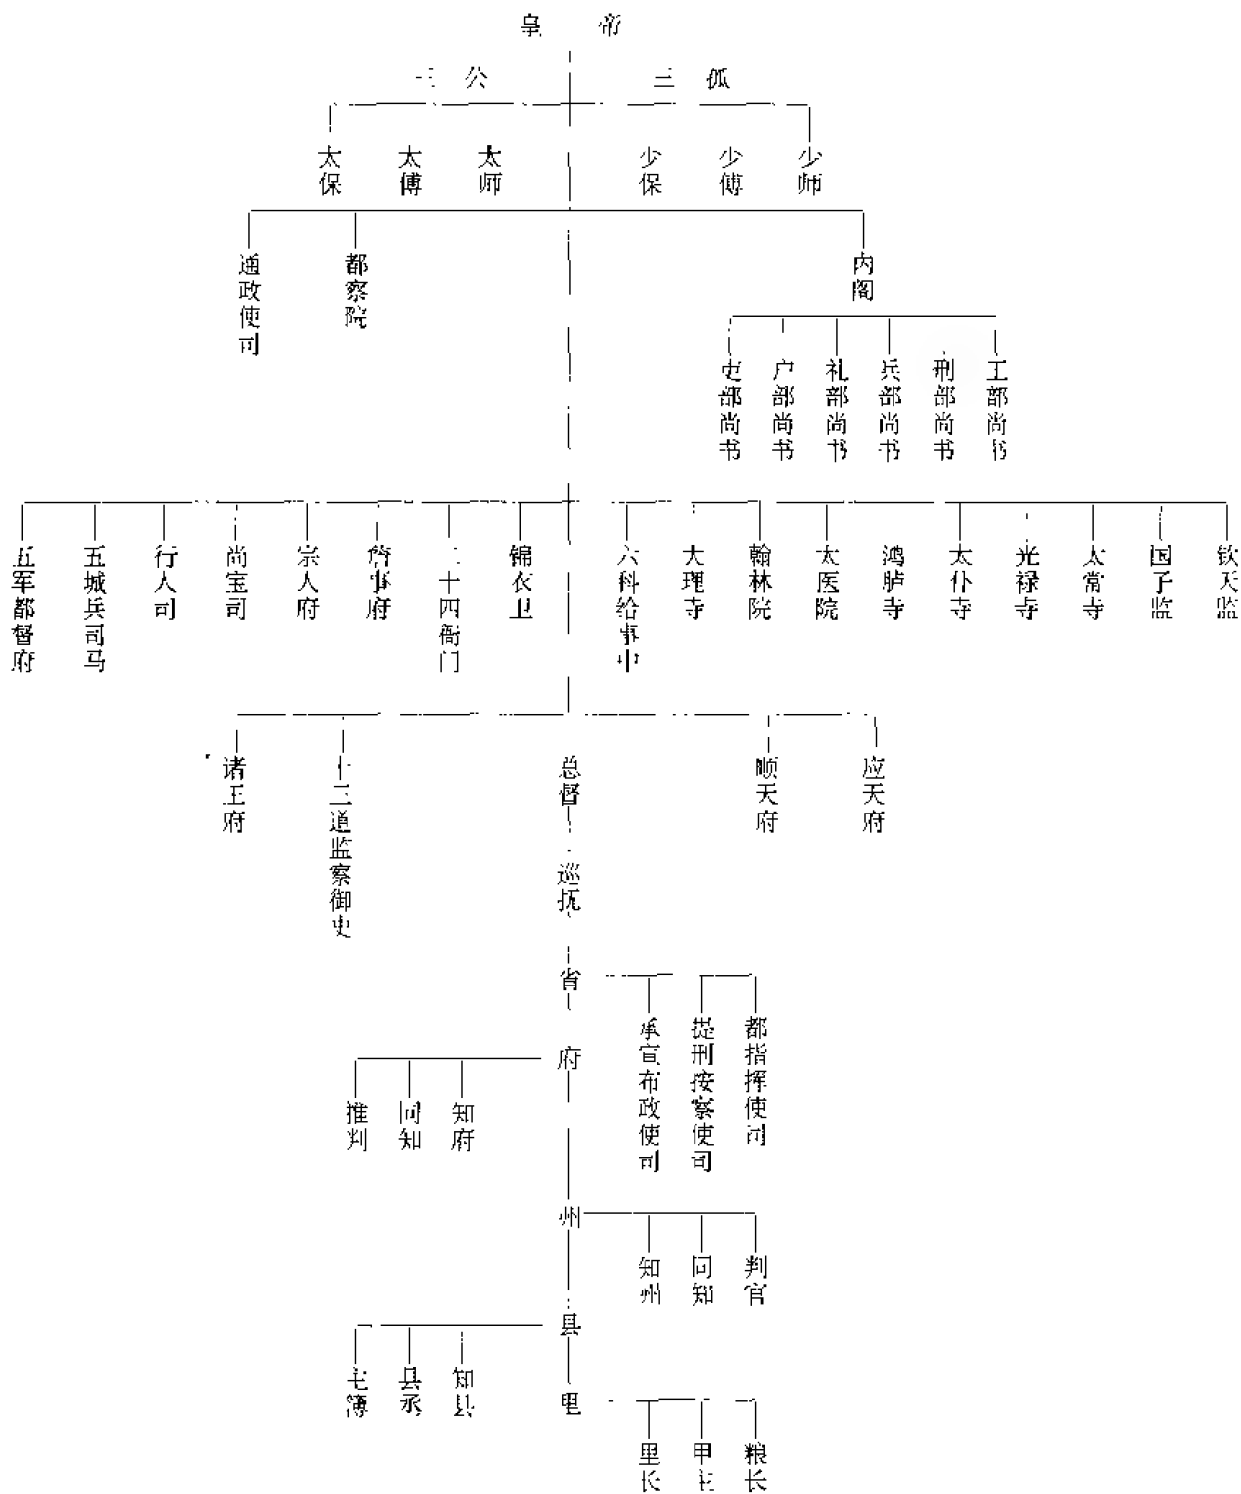 皇帝
三公
三孤
太保
太傅
太师
少保
少傅
少师
通政使司
都察院
内阁
吏部尚书
户部尚书
礼部尚书
兵部尚书
刑部尚书
工部尚书
五军都督府
五城兵司马
行人司
尚宝司
宗人府
詹事府
二十四衙门
锦衣卫
六科给事中
大理寺
翰林院
太医院
鸿胪寺
太仆寺
光禄寺
太常寺
国子监
钦天监
诸王府
十三道监察御史
总督
顺天府
应天府
巡抚
省
承宣布政使司
提刑按察使司
都指挥使司
府
推判
同知
知府
州
知州
同知
判官
县
主簿
县丞
知县
里
里长
甲主
粮长